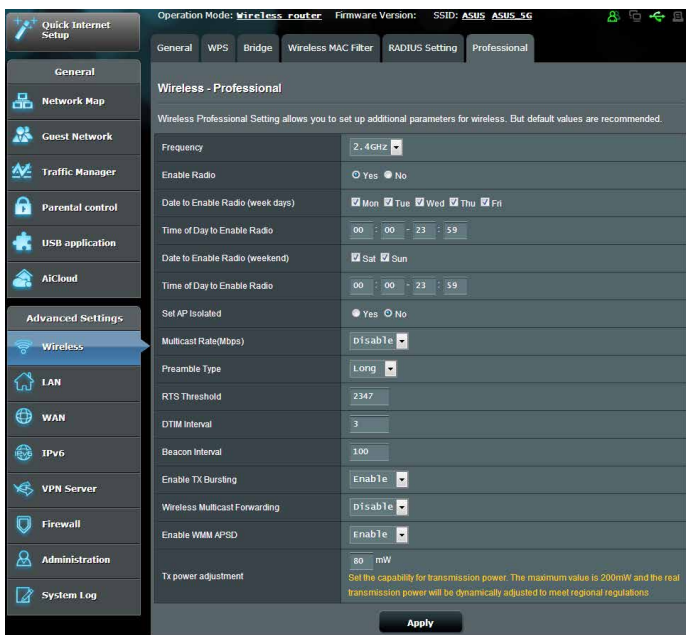 Quick Internet Setup
Operation Mode: Wireless router Firmware Version: SSID: ASUS ASUS_5G
General WPS Bridge Wireless MAC Filter RADIUS Setting Professional
General
Network Map
Guest Network
Traffic Manager
Parental control
USB application
AiCloud
Advanced Settings
Wireless
LAN
WAN
IPv6
VPN Server
Firewall
Administration
System Log
Wireless - Professional
Wireless Professional Setting allows you to set up additional parameters for wireless. But default values are recommended.
Frequency 2.4GHz
Enable Radio Yes No
Date to Enable Radio (week days) Mon Tue Wed Thu Fri
Time of Day to Enable Radio 00 : 00 - 23 : 59
Date to Enable Radio (weekend) Sat Sun
Time of Day to Enable Radio 00 : 00 - 23 : 59
Set AP Isolated Yes No
Multicast Rate(Mbps) Disable
Preamble Type Long
RTS Threshold 2347
DTIM Interval 3
Beacon Interval 100
Enable TX Bursting Enable
Wireless Multicast Forwarding Disable
Enable WMM APSD Enable
Tx power adjustment 80 mW
Set the capability for transmission power. The maximum value is 200mW and the real
transmission power will be dynamically adjusted to meet regional regulations
Apply